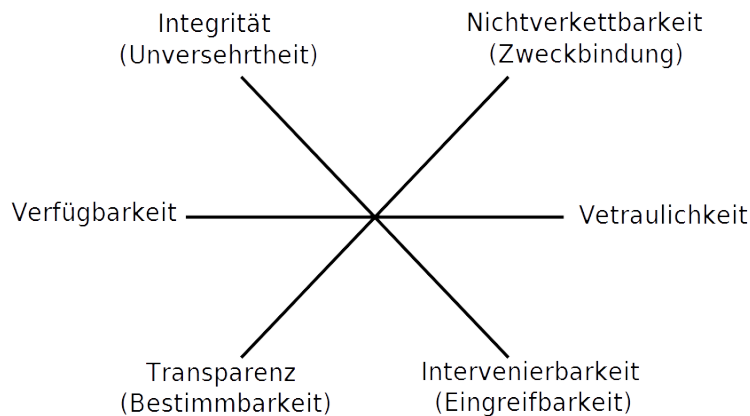 Integrität
(Unversehrtheit)
Nichtverkettbarkeit
(Zweckbindung)
Verfügbarkeit
Vetraulichkeit
Transparenz
(Bestimmbarkeit)
Intervenierbarkeit
(Eingreifbarkeit)